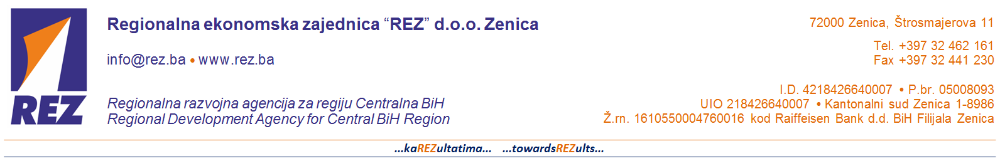 REZ
Regionalna ekonomska zajednica “REZ” d.o.o. Zenica
info@rez.ba • www.rez.ba
Regionalna razvojna agencija za regiju Centralna BiH
Regional Development Agency for Central BiH Region
72000 Zenica, Štrosmajerova 11
Tel. +397 32 462 161
Fax +397 32 441 230
I.D. 4218426640007 • P.br. 05008093
UIO 218426640007 • Kantonalni sud Zenica 1-8986
Ž.rn. 1610550004760016 kod Raiffeisen Bank d.d. BiH Filijala Zenica
...kaREZultatima... ...towardsREZults...